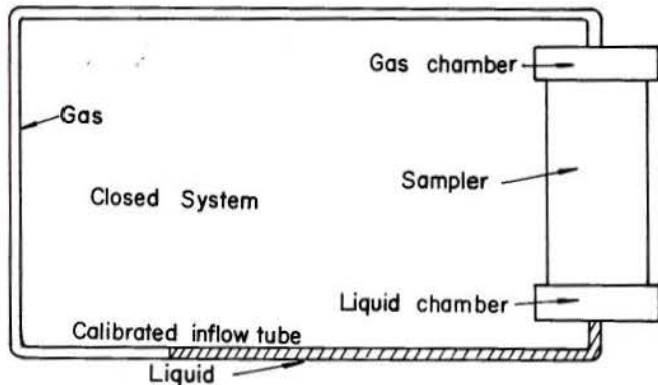 Gas chamber
Gas
Sampler
Closed System
Liquid chamber
Calibrated inflow tube
Liquid